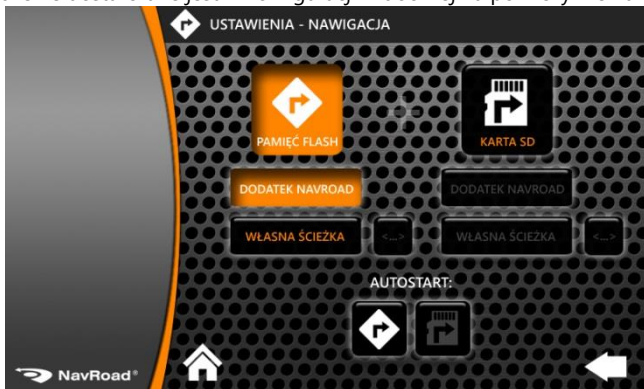 USTAWIENIA - NAWIGACJA
PAMIĘĆ FLASH
KARTA SD
DODATEK NAVROAD
DODATEK NAVROAD
WŁASNA ŚCIEŻKA
<...>
WŁASNA ŚCIEŻKA
<...>
AUTOSTART:
NavRoad®